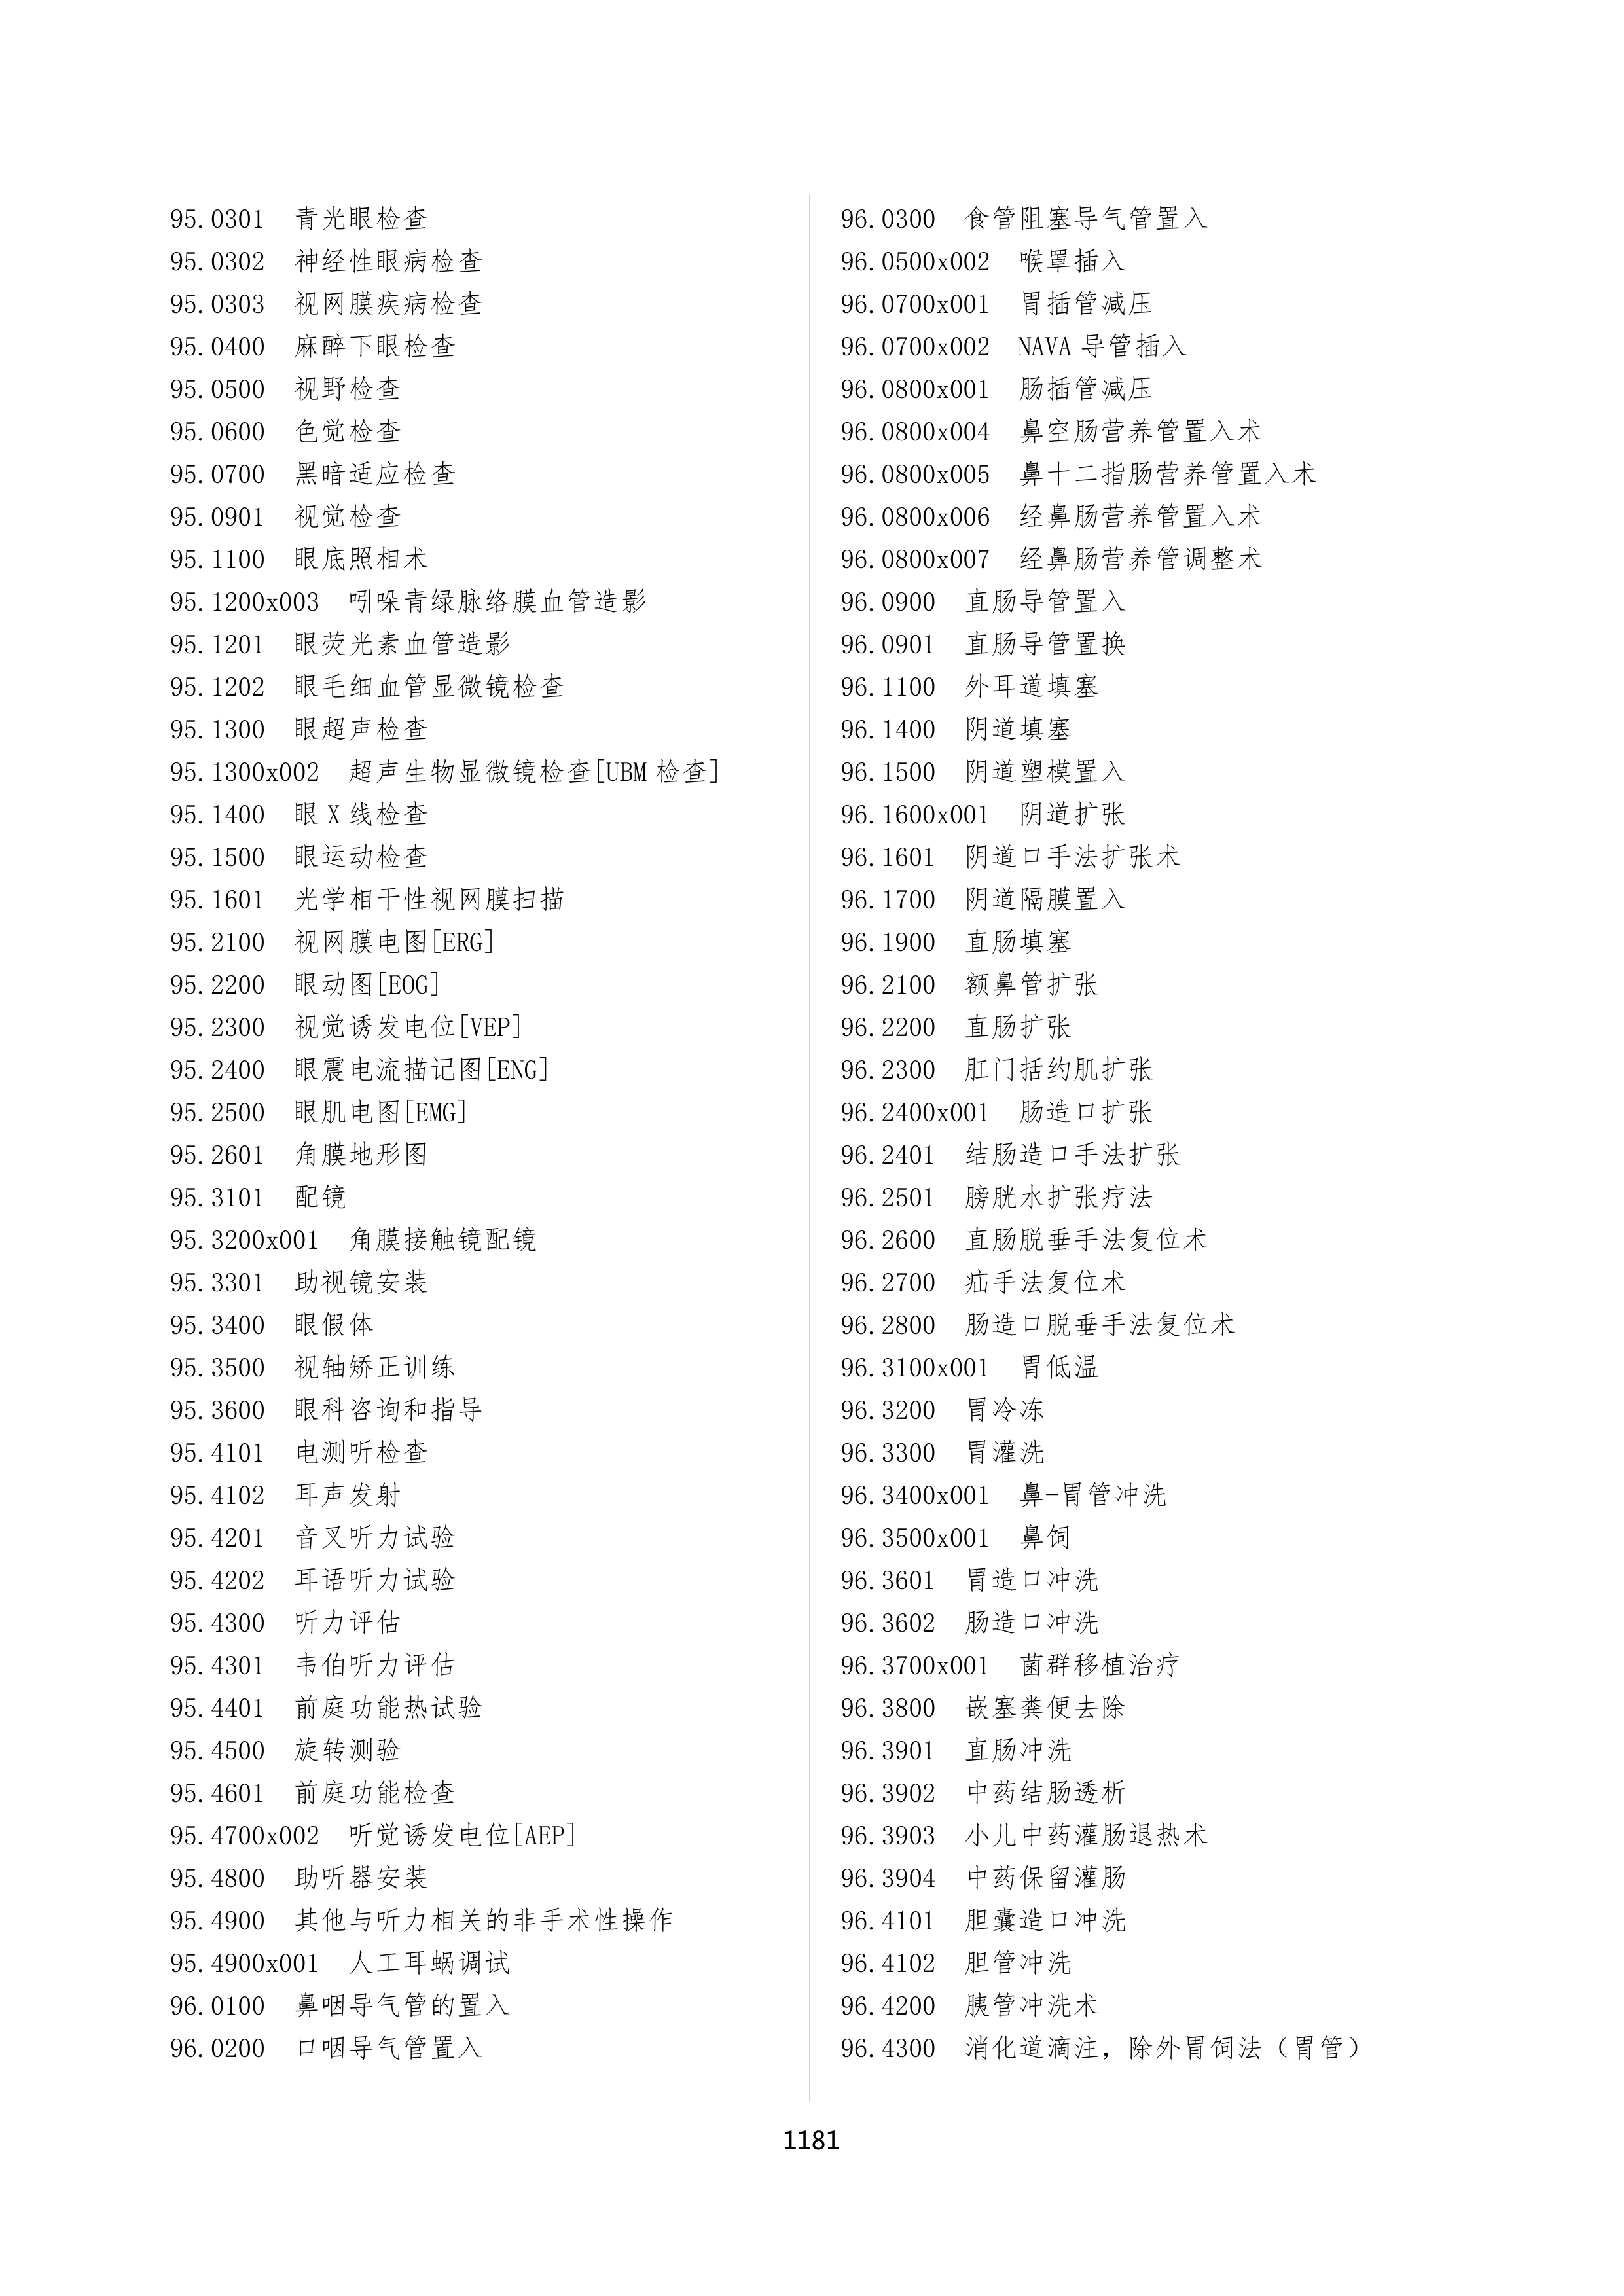 95.0301 青光眼检查
95.0302 神经性眼病检查
95.0303 视网膜疾病检查
95.0400 麻醉下眼检查
95.0500 视野检查
95.0600 色觉检查
95.0700 黑暗适应检查
95.0901 视觉检查
95.1100 眼底照相术
95.1200x003 吲哚青绿脉络膜血管造影
95.1201 眼荧光素血管造影
95.1202 眼毛细血管显微镜检查
95.1300 眼超声检查
95.1300x002 超声生物显微镜检查[UBM 检查]
95.1400 眼 X 线检查
95.1500 眼运动检查
95.1601 光学相干性视网膜扫描
95.2100 视网膜电图[ERG]
95.2200 眼动图[EOG]
95.2300 视觉诱发电位[VEP]
95.2400 眼震电流描记图[ENG]
95.2500 眼肌电图[EMG]
95.2601 角膜地形图
95.3101 配镜
95.3200x001 角膜接触镜配镜
95.3301 助视镜安装
95.3400 眼假体
95.3500 视轴矫正训练
95.3600 眼科咨询和指导
95.4101 电测听检查
95.4102 耳声发射
95.4201 音叉听力试验
95.4202 耳语听力试验
95.4300 听力评估
95.4301 韦伯听力评估
95.4401 前庭功能热试验
95.4500 旋转测验
95.4601 前庭功能检查
95.4700x002 听觉诱发电位[AEP]
95.4800 助听器安装
95.4900 其他与听力相关的非手术性操作
95.4900x001 人工耳蜗调试
96.0100 鼻咽导气管的置入
96.0200 口咽导气管置入
96.0300 食管阻塞导气管置入
96.0500x002 喉罩插入
96.0700x001 胃插管减压
96.0700x002 NAVA 导管插入
96.0800x001 肠插管减压
96.0800x004 鼻空肠营养管置入术
96.0800x005 鼻十二指肠营养管置入术
96.0800x006 经鼻肠营养管置入术
96.0800x007 经鼻肠营养管调整术
96.0900 直肠导管置入
96.0901 直肠导管置换
96.1100 外耳道填塞
96.1400 阴道填塞
96.1500 阴道塑模置入
96.1600x001 阴道扩张
96.1601 阴道口手法扩张术
96.1700 阴道隔膜置入
96.1900 直肠填塞
96.2100 额鼻管扩张
96.2200 直肠扩张
96.2300 肛门括约肌扩张
96.2400x001 肠造口扩张
96.2401 结肠造口手法扩张
96.2501 膀胱水扩张疗法
96.2600 直肠脱垂手法复位术
96.2700 疝手法复位术
96.2800 肠造口脱垂手法复位术
96.3100x001 胃低温
96.3200 胃冷冻
96.3300 胃灌洗
96.3400x001 鼻-胃管冲洗
96.3500x001 鼻饲
96.3601 胃造口冲洗
96.3602 肠造口冲洗
96.3700x001 菌群移植治疗
96.3800 嵌塞粪便去除
96.3901 直肠冲洗
96.3902 中药结肠透析
96.3903 小儿中药灌肠退热术
96.3904 中药保留灌肠
96.4101 胆囊造口冲洗
96.4102 胆管冲洗
96.4200 胰管冲洗术
96.4300 消化道滴注，除外胃饲法（胃管）
1181